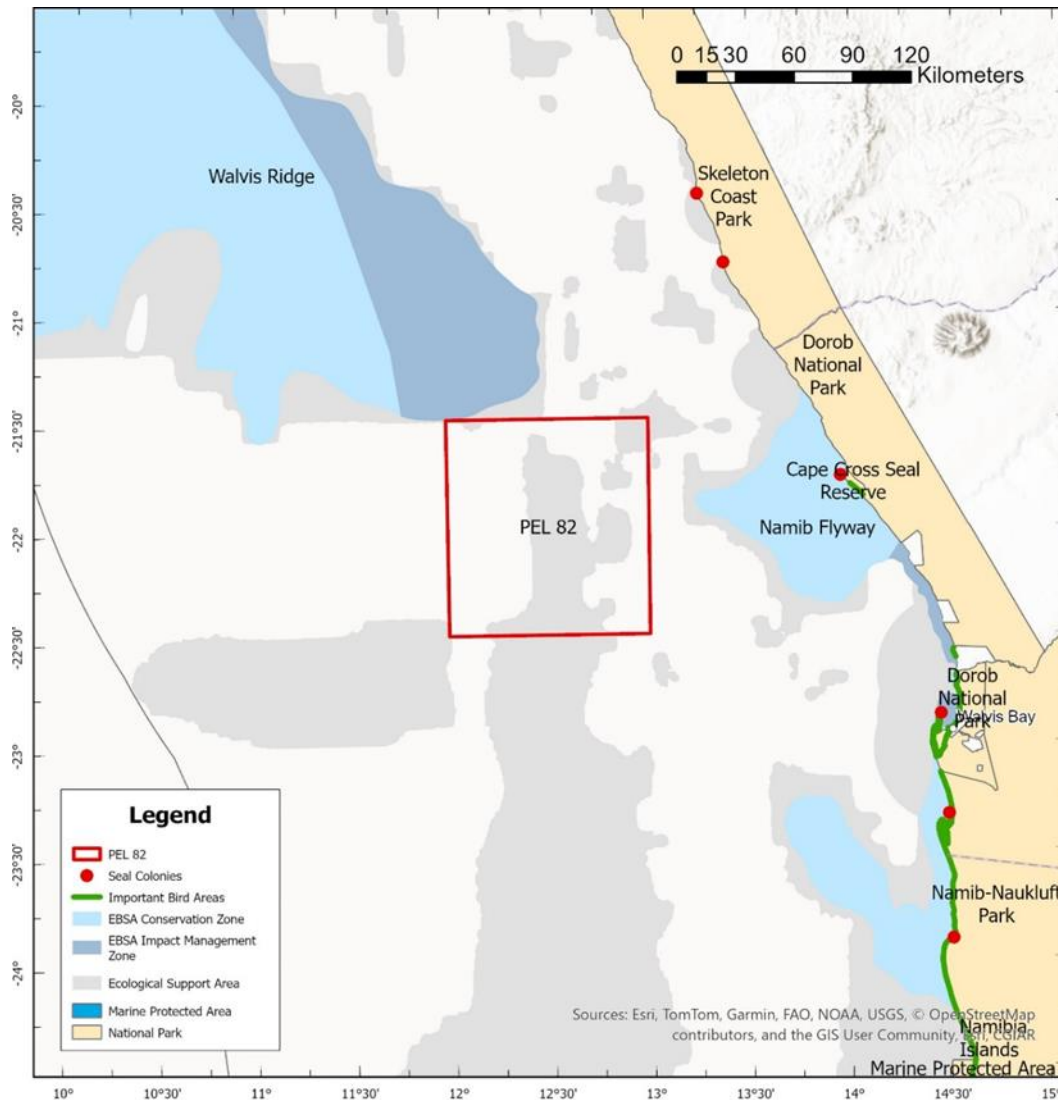 0 15 30 60 90 120
Kilometers
-20°
Walvis Ridge
Skeleton
Coast
Park
-20°30'
-21°
Dorob
National
Park
-21°30'
Cape Cross Seal
Reserve
PEL 82
Namib Flyway
-22°
-22°30'
Dorob
National
Park
Walvis Bay
-23°
Legend
PEL 82
Seal Colonies
Important Bird Areas
EBSA Conservation Zone
EBSA Impact Management
Zone
Ecological Support Area
Marine Protected Area
National Park
-23°30'
Namib-Naukluft
Park
-24°
Sources: Esri, TomTom, Garmin, FAO, NOAA, USGS, © OpenStreetMap
contributors, and the GIS User Community, Esri, CGIAR
Namibia
Islands
Marine Protected Area
10° 10°30' 11° 11°30' 12° 12°30' 13° 13°30' 14° 14°30' 15°